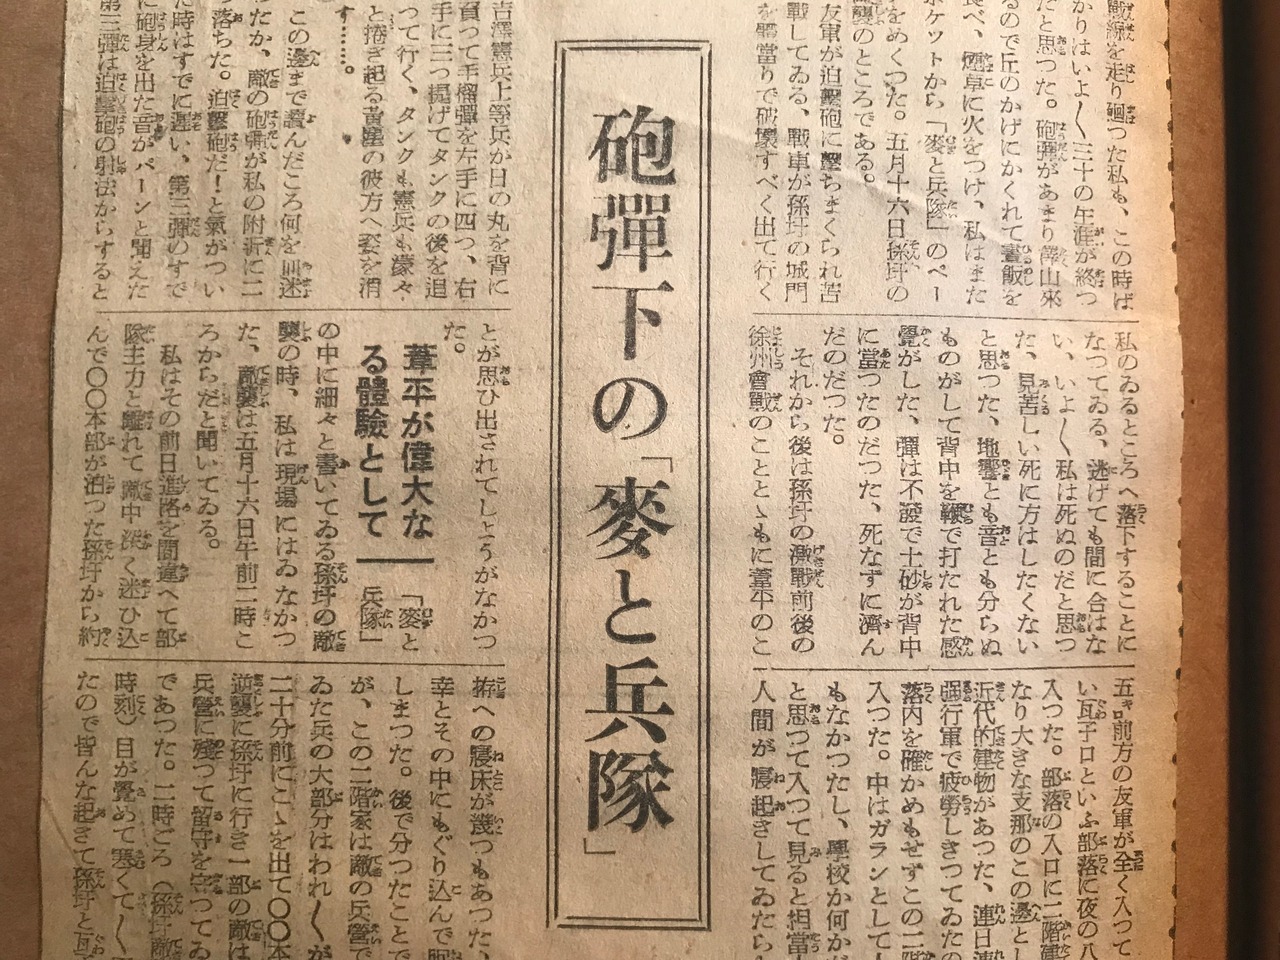 戰線を走り廻つた私も、この時ば
かりはいよ〱三十の生涯が終つ
たと思つた。砲彈があまり澤山來
るので丘のかげにかくれて晝飯を
食べ、煙草に火をつけ、私はまた
ポケットから「麥と兵隊」のペー
をめくつた。五月十六日孫圩の
襲のところである。
友軍が迫擊砲に擊ちまくられ苦
戰してゐる、戰車が孫圩の城門
を體當りで破壞すべく出て行く
砲彈下の「麥と兵隊」
吉澤憲兵上等兵が日の丸を背に
負つて手榴彈を左手に四つ、右
手に三つ提げてタンクの後を追
つて行く、タンクも憲兵も濛々
と捲き起る黃塵の彼方へ姿を消
す……。
この邊まで讀んだころ何を
つたか、敵の砲彈が私の附近に二
落ちた。迫擊砲だ！と氣がつい
た時はすでに遲い、第三彈のすで
に砲身を出た音がパーンと聞えた
第三彈は迫擊砲の射法からすると
私のゐるところへ落下することに
なつてゐる、逃げても間に合はな
い、いよ〱私は死ぬのだと思つ
た、見苦しい死に方はしたくない
と思つた、地響とも音とも分らぬ
ものがして背中を鞭で打たれた感
覺がした、彈は不發で土砂が背中
に當つたのだつた、死なずに濟ん
だのだつた。
それから後は孫圩の激戰前後の
徐州會戰のことゝもに葦平のこ
とが思ひ出されてしようがなかつ
た。
葦平が偉大な
る體驗として
―「麥と
兵隊」
の中に細々と書いてゐる孫圩の敵
襲の時、私は現場にはゐなかつ
た、敵襲は五月十六日午前二時こ
ろからだと聞いてゐる。
私はその前日進路を間違へて部
隊主力と離れて敵中深く迷ひ込
んで〇〇本部が泊つた孫圩から約
五キロ前方の友軍が全く入つて
い瓦子口といふ部落に夜の八
入つた。部落の入口に二階建
なり大きな支那のこの邊とし
近代的建物があつた、連日連
强行軍で疲勞しきつてゐたの
落內を確かめもせずこの二階
入つた。中はガランとして人
もなかつたし、學校か何かだ
と思つて入つて見ると相當
人間が寢起きしてゐたら
拵への寢床が幾つもあつた、
幸とその中にもぐり込んで眠
しまつた。後で分つたことで
が、この二階家は敵の兵營で
ゐた兵の大部分はわれ〱が
二十分前にこゝを出て〇〇本
逆襲に孫圩に行き一部の敵は
兵營に殘つて留守を守つてゐ
であつた。二時ごろ（孫圩敵
時刻）目が覺めて寒くてし
たので皆んな起きて孫圩と瓦